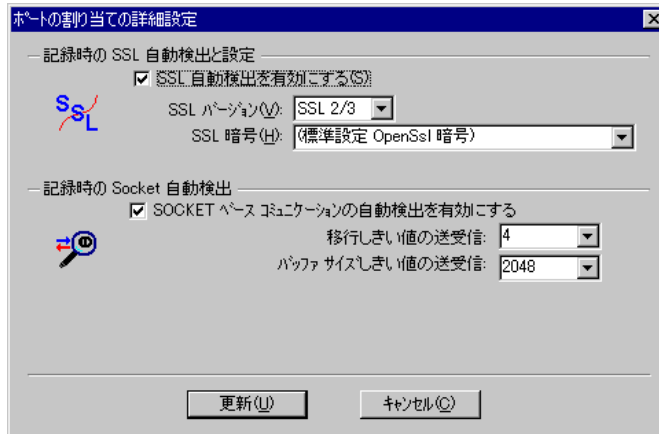 ﾎﾟｰﾄの割り当ての詳細設定
記録時の SSL 自動検出と設定
SSL 自動検出を有効にする(S)
SSL
SSL ﾊﾞｰｼﾞｮﾝ(V): SSL 2/3
SSL 暗号(H): (標準設定 OpenSsl 暗号)
記録時の Socket 自動検出
SOCKET ﾍﾞｰｽ ｺﾐｭﾆｹｰｼｮﾝの自動検出を有効にする
移行しきい値の送受信: 4
ﾊﾞｯﾌｧ ｻｲｽﾞしきい値の送受信: 2048
更新(U) ｷｬﾝｾﾙ(C)